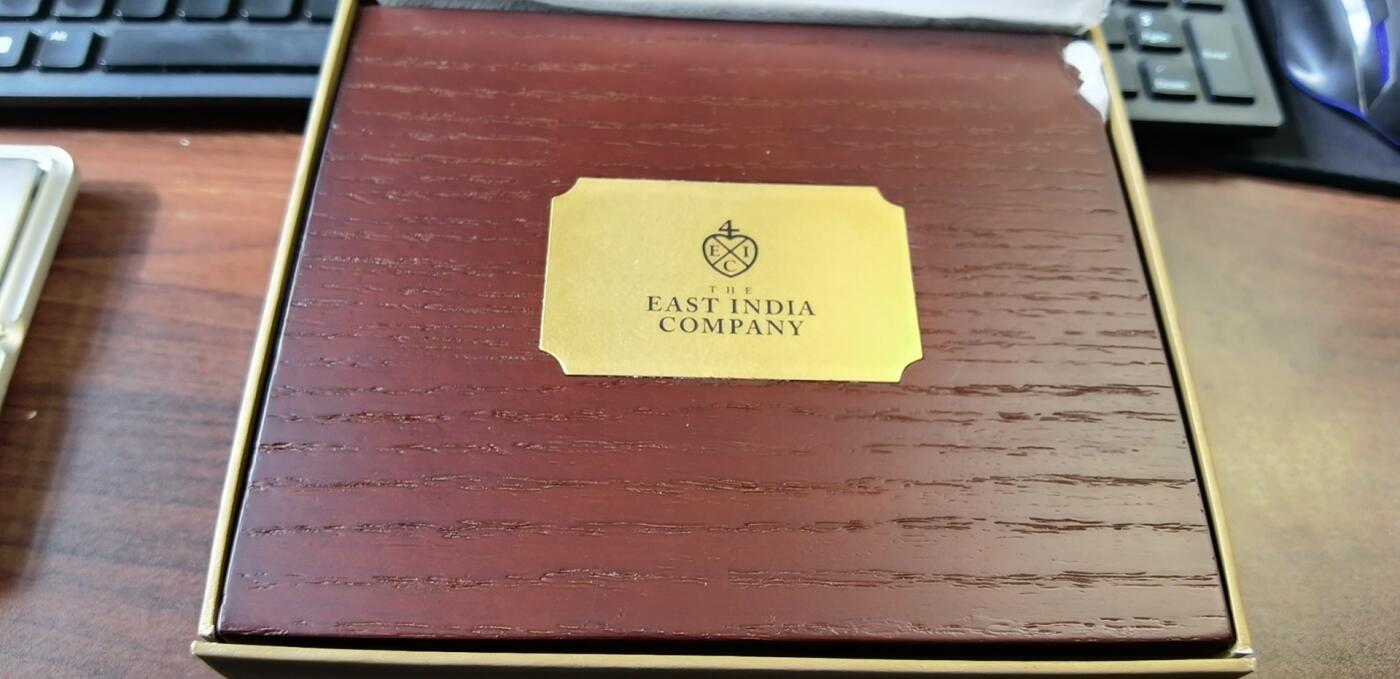 4
E I
C
THE
EAST INDIA
COMPANY